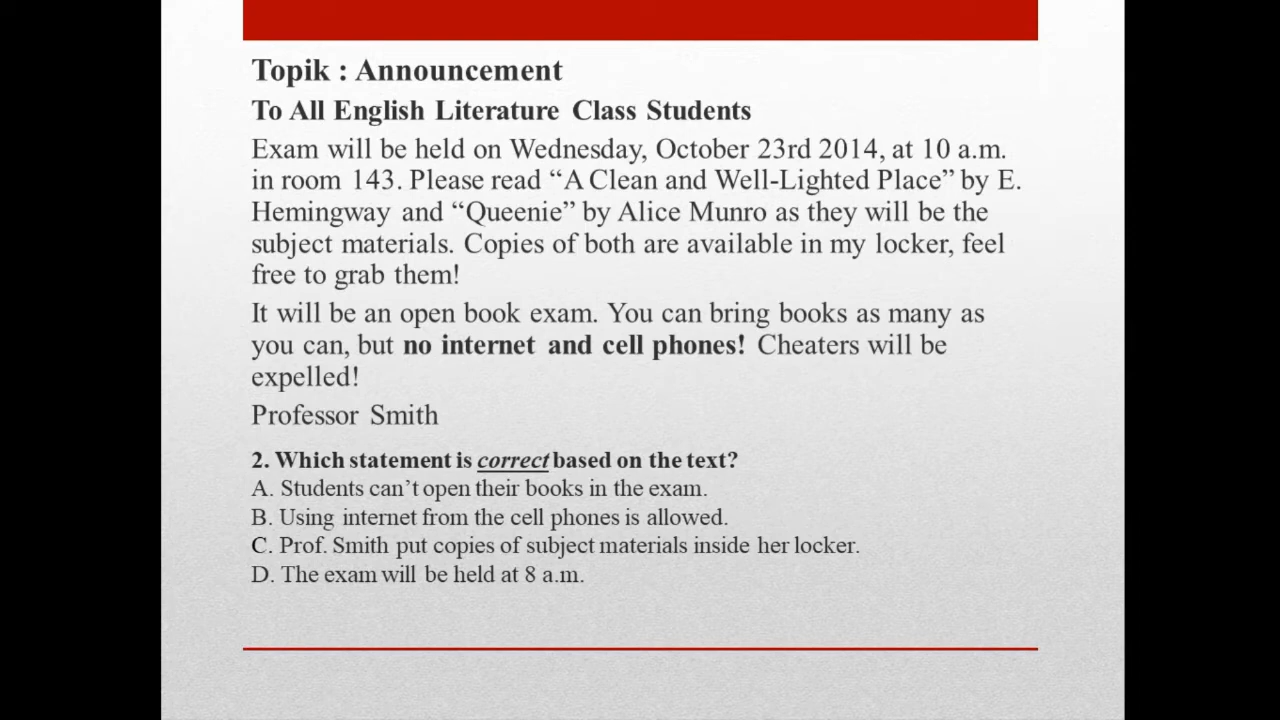 Topik : Announcement
To All English Literature Class Students
Exam will be held on Wednesday, October 23rd 2014, at 10 a.m.
in room 143. Please read “A Clean and Well-Lighted Place” by E.
Hemingway and “Queenie” by Alice Munro as they will be the
subject materials. Copies of both are available in my locker, feel
free to grab them!
It will be an open book exam. You can bring books as many as
you can, but no internet and cell phones! Cheaters will be
expelled!
Professor Smith
2. Which statement is correct based on the text?
A. Students can’t open their books in the exam.
B. Using internet from the cell phones is allowed.
C. Prof. Smith put copies of subject materials inside her locker.
D. The exam will be held at 8 a.m.